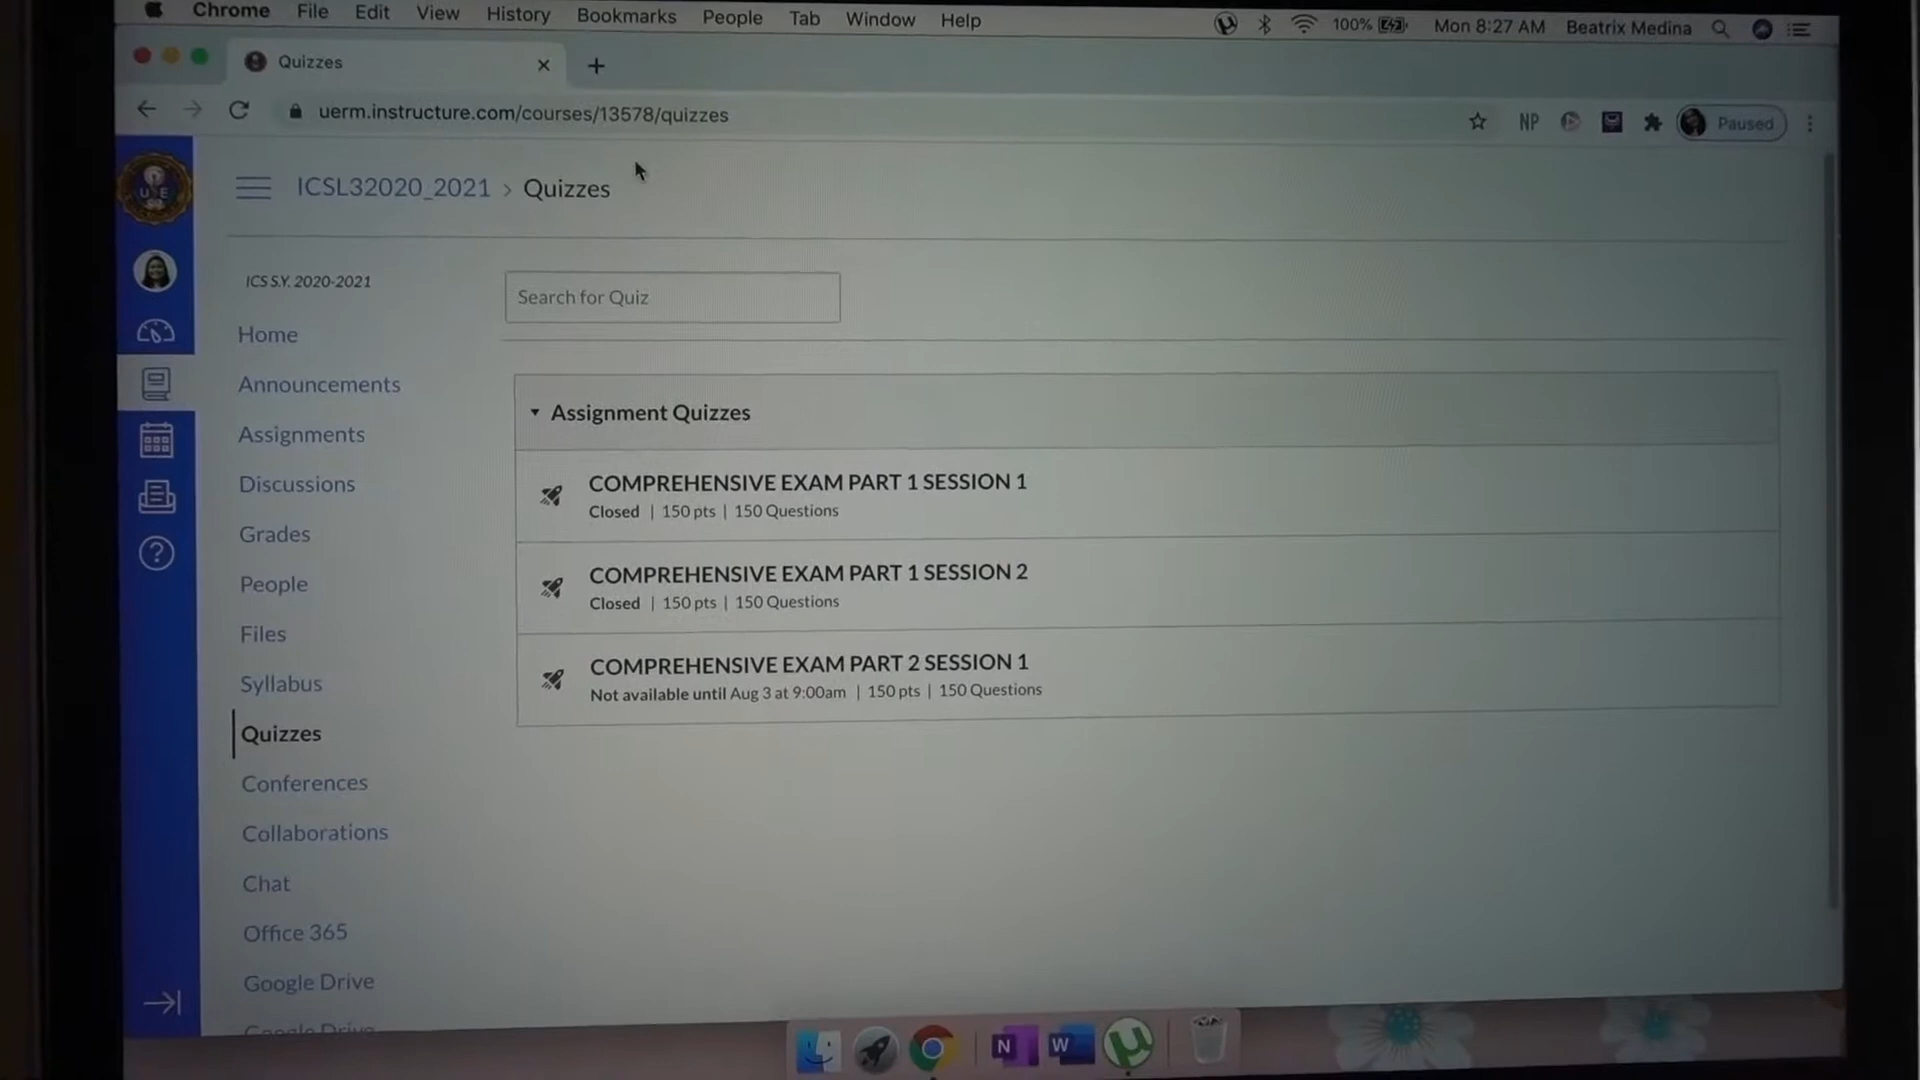 Chrome File Edit View History Bookmarks People Tab Window Help 100% Mon 8:27 AM Beatrix Medina
Quizzes
uerm.instructure.com/courses/13578/quizzes NP Paused
ICSL32020_2021 > Quizzes
ICS S.Y. 2020-2021
Search for Quiz
Home
Announcements
Assignments
Discussions
Grades
People
Files
Syllabus
Quizzes
Conferences
Collaborations
Chat
Office 365
Google Drive
Google Drive
Assignment Quizzes
COMPREHENSIVE EXAM PART 1 SESSION 1
Closed | 150 pts | 150 Questions
COMPREHENSIVE EXAM PART 1 SESSION 2
Closed | 150 pts | 150 Questions
COMPREHENSIVE EXAM PART 2 SESSION 1
Not available until Aug 3 at 9:00am | 150 pts | 150 Questions
N W µ